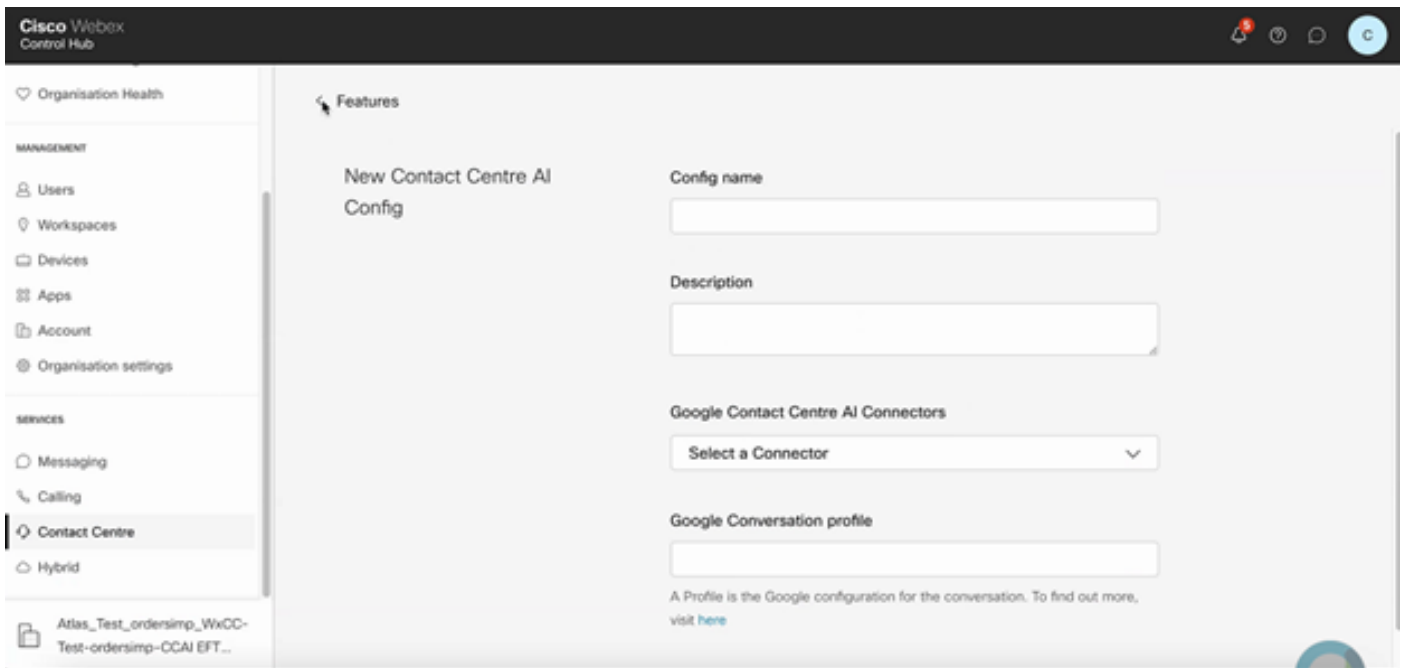 Cisco Webex
Control Hub
5
C
Organisation Health
MANAGEMENT
Users
Workspaces
Devices
Apps
Account
Organisation settings
SERVICES
Messaging
Calling
Contact Centre
Hybrid
Atlas_Test_ordersimp_WxCC-
Test-ordersimp-CCAI EFT...
Features
New Contact Centre AI
Config
Config name
Description
Google Contact Centre AI Connectors
Select a Connector
Google Conversation profile
A Profile is the Google configuration for the conversation. To find out more,
visit here